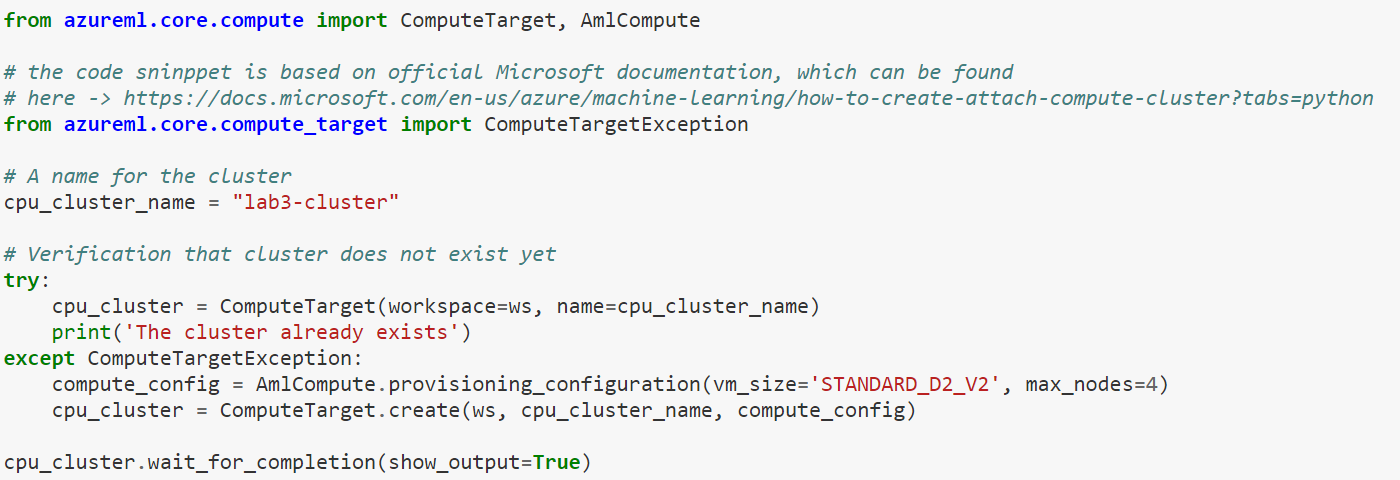 from azureml.core.compute import ComputeTarget, AmlCompute
# the code sninppet is based on official Microsoft documentation, which can be found
# here -> https://docs.microsoft.com/en-us/azure/machine-learning/how-to-create-attach-compute-cluster?tabs=python
from azureml.core.compute_target import ComputeTargetException
# A name for the cluster
cpu_cluster_name = "lab3-cluster"
# Verification that cluster does not exist yet
try:
    cpu_cluster = ComputeTarget(workspace=ws, name=cpu_cluster_name)
    print('The cluster already exists')
except ComputeTargetException:
    compute_config = AmlCompute.provisioning_configuration(vm_size='STANDARD_D2_V2', max_nodes=4)
    cpu_cluster = ComputeTarget.create(ws, cpu_cluster_name, compute_config)
cpu_cluster.wait_for_completion(show_output=True)